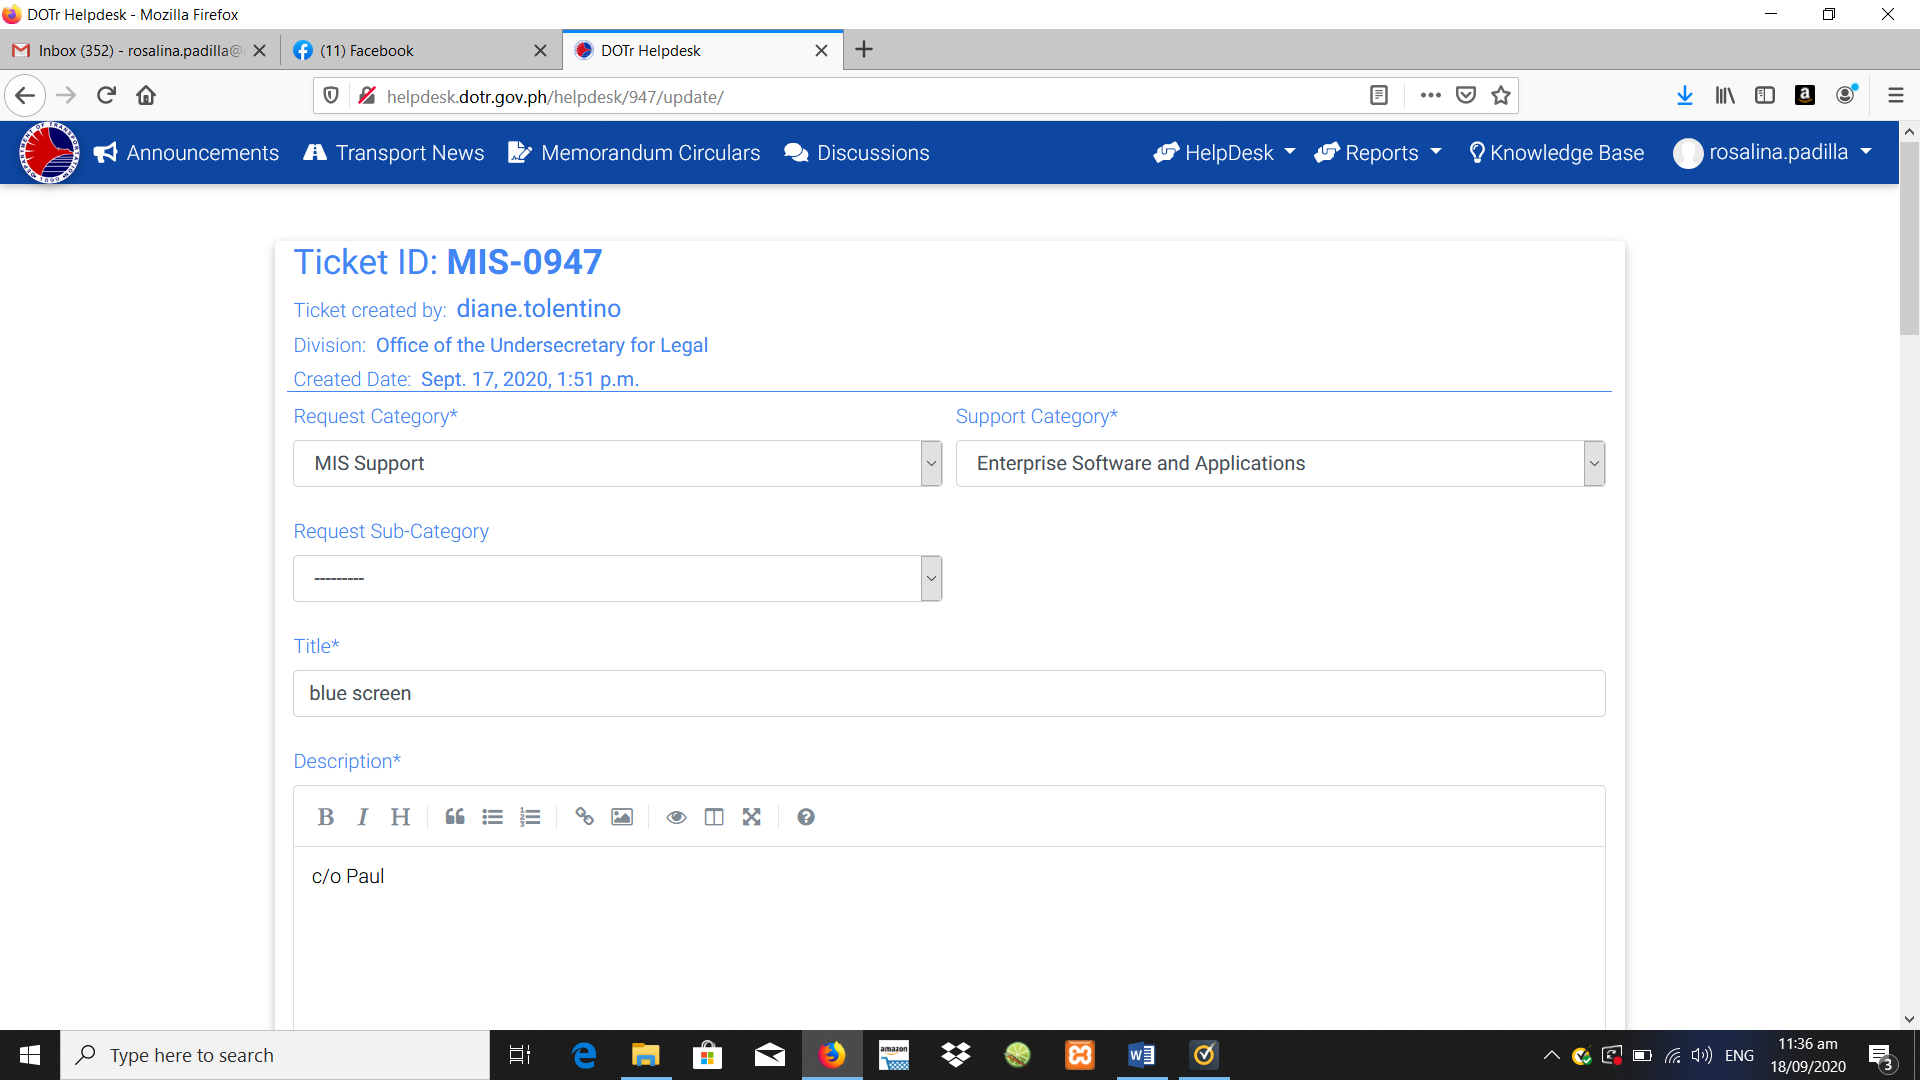 DOTr Helpdesk - Mozilla Firefox
Inbox (352) - rosalina.padilla@
(11) Facebook
DOTr Helpdesk
helpdesk.dotr.gov.ph/helpdesk/947/update/
Announcements
Transport News
Memorandum Circulars
Discussions
HelpDesk
Reports
Knowledge Base
rosalina.padilla
Ticket ID: MIS-0947
Ticket created by: diane.tolentino
Division: Office of the Undersecretary for Legal
Created Date: Sept. 17, 2020, 1:51 p.m.
Request Category*
Support Category*
MIS Support
Enterprise Software and Applications
Request Sub-Category
---------
Title*
blue screen
Description*
B I H
c/o Paul
Type here to search
amazon
ENG
11:36 am
18/09/2020
3